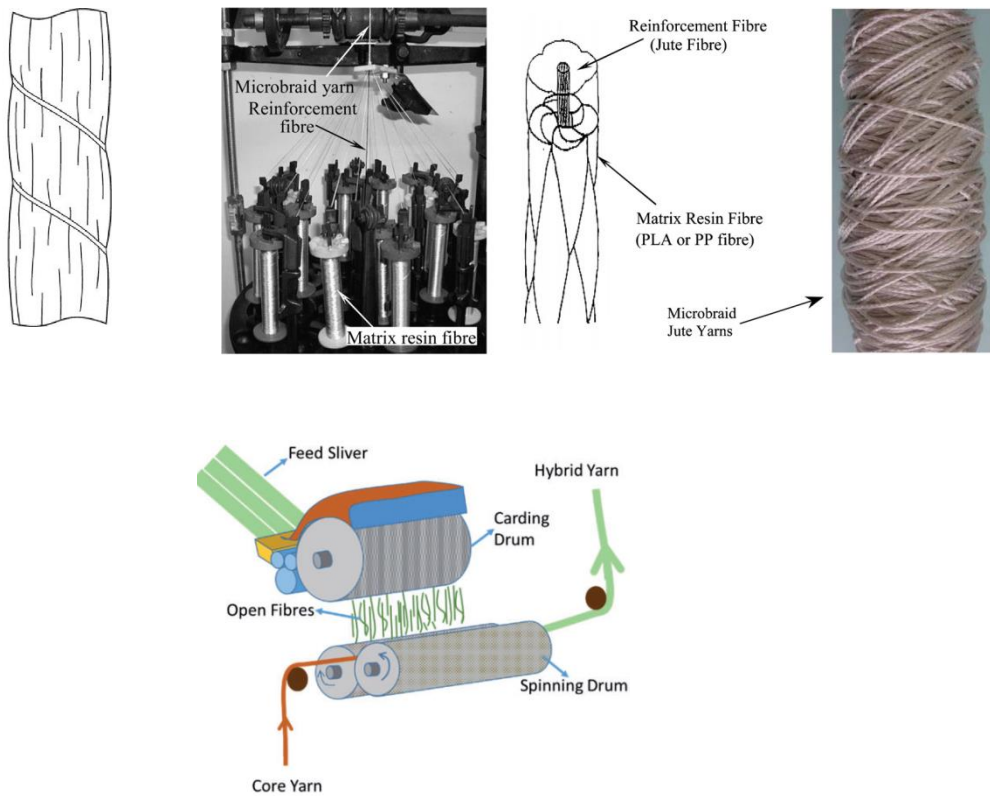 Microbraid yarn
Reinforcement
fibre
Matrix resin fibre
Reinforcement Fibre
(Jute Fibre)
Matrix Resin Fibre
(PLA or PP fibre)
Microbraid
Jute Yarns
Feed Sliver
Hybrid Yarn
Carding
Drum
Open Fibres
Spinning Drum
Core Yarn